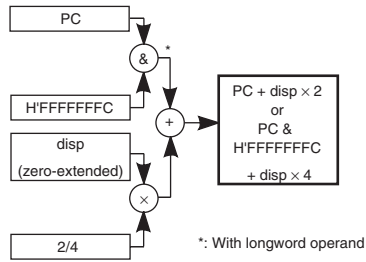 PC
&
*
H'FFFFFFFC
+
disp
(zero-extended)
×
2/4
PC + disp × 2
or
PC &
H'FFFFFFFC
+ disp × 4
*: With longword operand